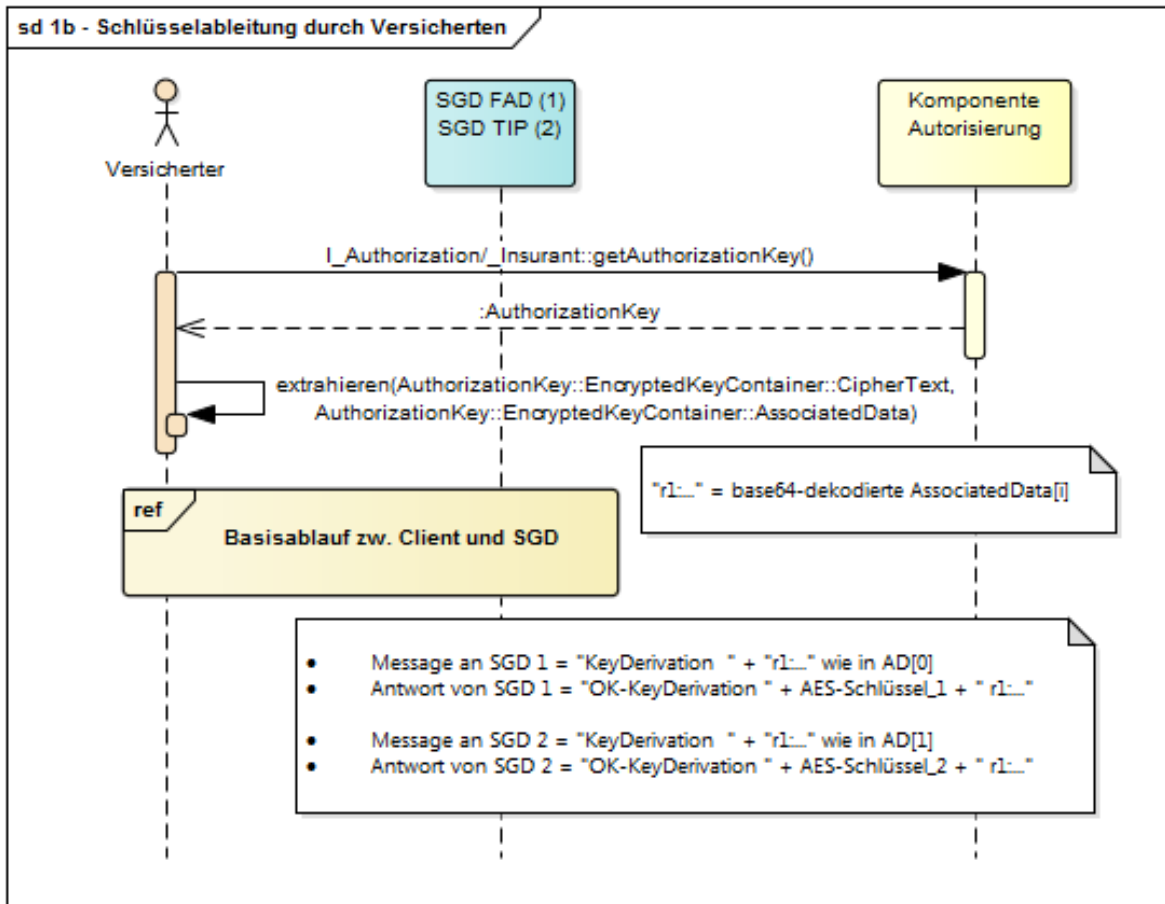 sd 1b - Schlüsselableitung durch Versicherten
SGD FAD (1)
SGD TIP (2)
Komponente
Autorisierung
Versicherter
I_Authorization/_Insurant::getAuthorizationKey()
:AuthorizationKey
extrahieren(AuthorizationKey::EncryptedKeyContainer::CipherText,
AuthorizationKey::EncryptedKeyContainer::AssociatedData)
"r1:..." = base64-dekodierte AssociatedData[i]
ref
Basisablauf zw. Client und SGD
• Message an SGD 1 = "KeyDerivation  " + "r1:..." wie in AD[0]
• Antwort von SGD 1 = "OK-KeyDerivation " + AES-Schlüssel_1 + " r1:..."
• Message an SGD 2 = "KeyDerivation  " + "r1:..." wie in AD[1]
• Antwort von SGD 2 = "OK-KeyDerivation " + AES-Schlüssel_2 + " r1:..."